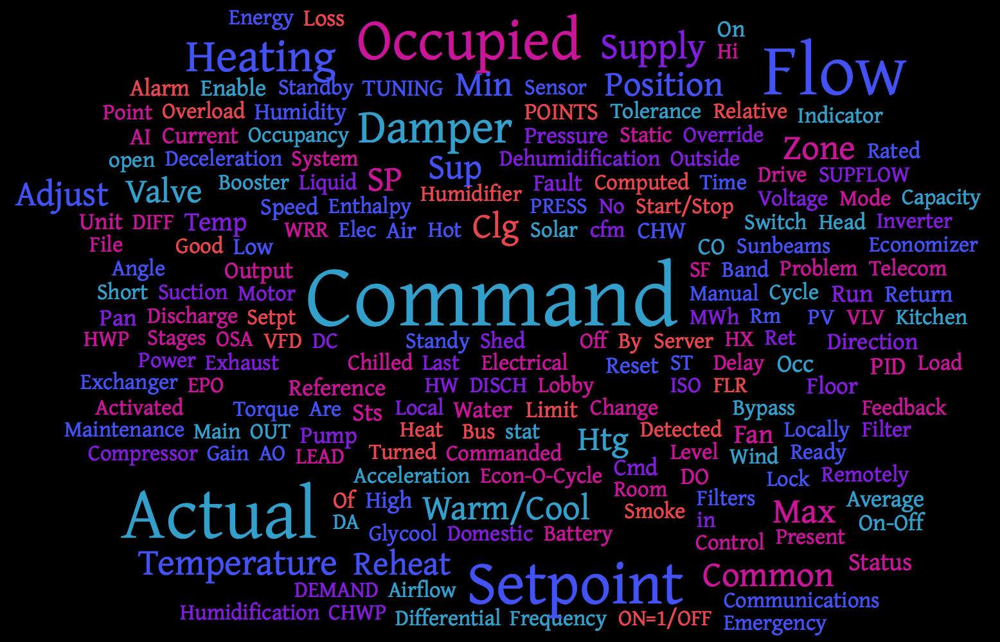 Energy Loss Occupied Supply On
Heating Hi Flow
Alarm Enable Standby TUNING Min Sensor Position
Point Overload Humidity Damper POINTS Tolerance Relative Indicator
AI Current Occupancy Pressure Static Override Zone Rated
open Deceleration System Sup Dehumidification Outside
Adjust Valve Booster Liquid SP Humidifier Fault Computed Time Drive SUPFLOW
Speed Enthalpy PRESS No Start/Stop Voltage Mode Capacity
Unit DIFF Temp WRR Elec Air Hot Clg Solar cfm CHW Switch Head Inverter
File Good Low CO Sunbeams Economizer
Angle Output Command SF Band Problem Telecom
Short Suction Motor Manual Cycle Run Return
Pan Discharge Setpt MWh Rm PV VLV Kitchen
HWP Stages OSA VFD DC Standy Shed Off By Server HX Ret Direction
Power Exhaust Chilled Last Electrical Reset ST Delay Occ PID Load
Exchanger EPO Reference HW DISCH Lobby ISO FLR Floor
Activated Torque Are Sts Local Water Limit Change Bypass Feedback
Maintenance Main OUT Pump Heat Bus stat Htg Detected Fan Locally Filter
Compressor Gain AO LEAD Turned Commanded Level Wind Ready
Acceleration Econ-O-Cycle Cmd DO Lock Remotely
Actual Of High Warm/Cool Room Filters Max Average
DA Smoke in On-Off
Glycool Domestic Battery Control Present
Temperature Reheat Setpoint Common Status
DEMAND Airflow Communications
Humidification CHWP Differential Frequency ON=1/OFF Emergency